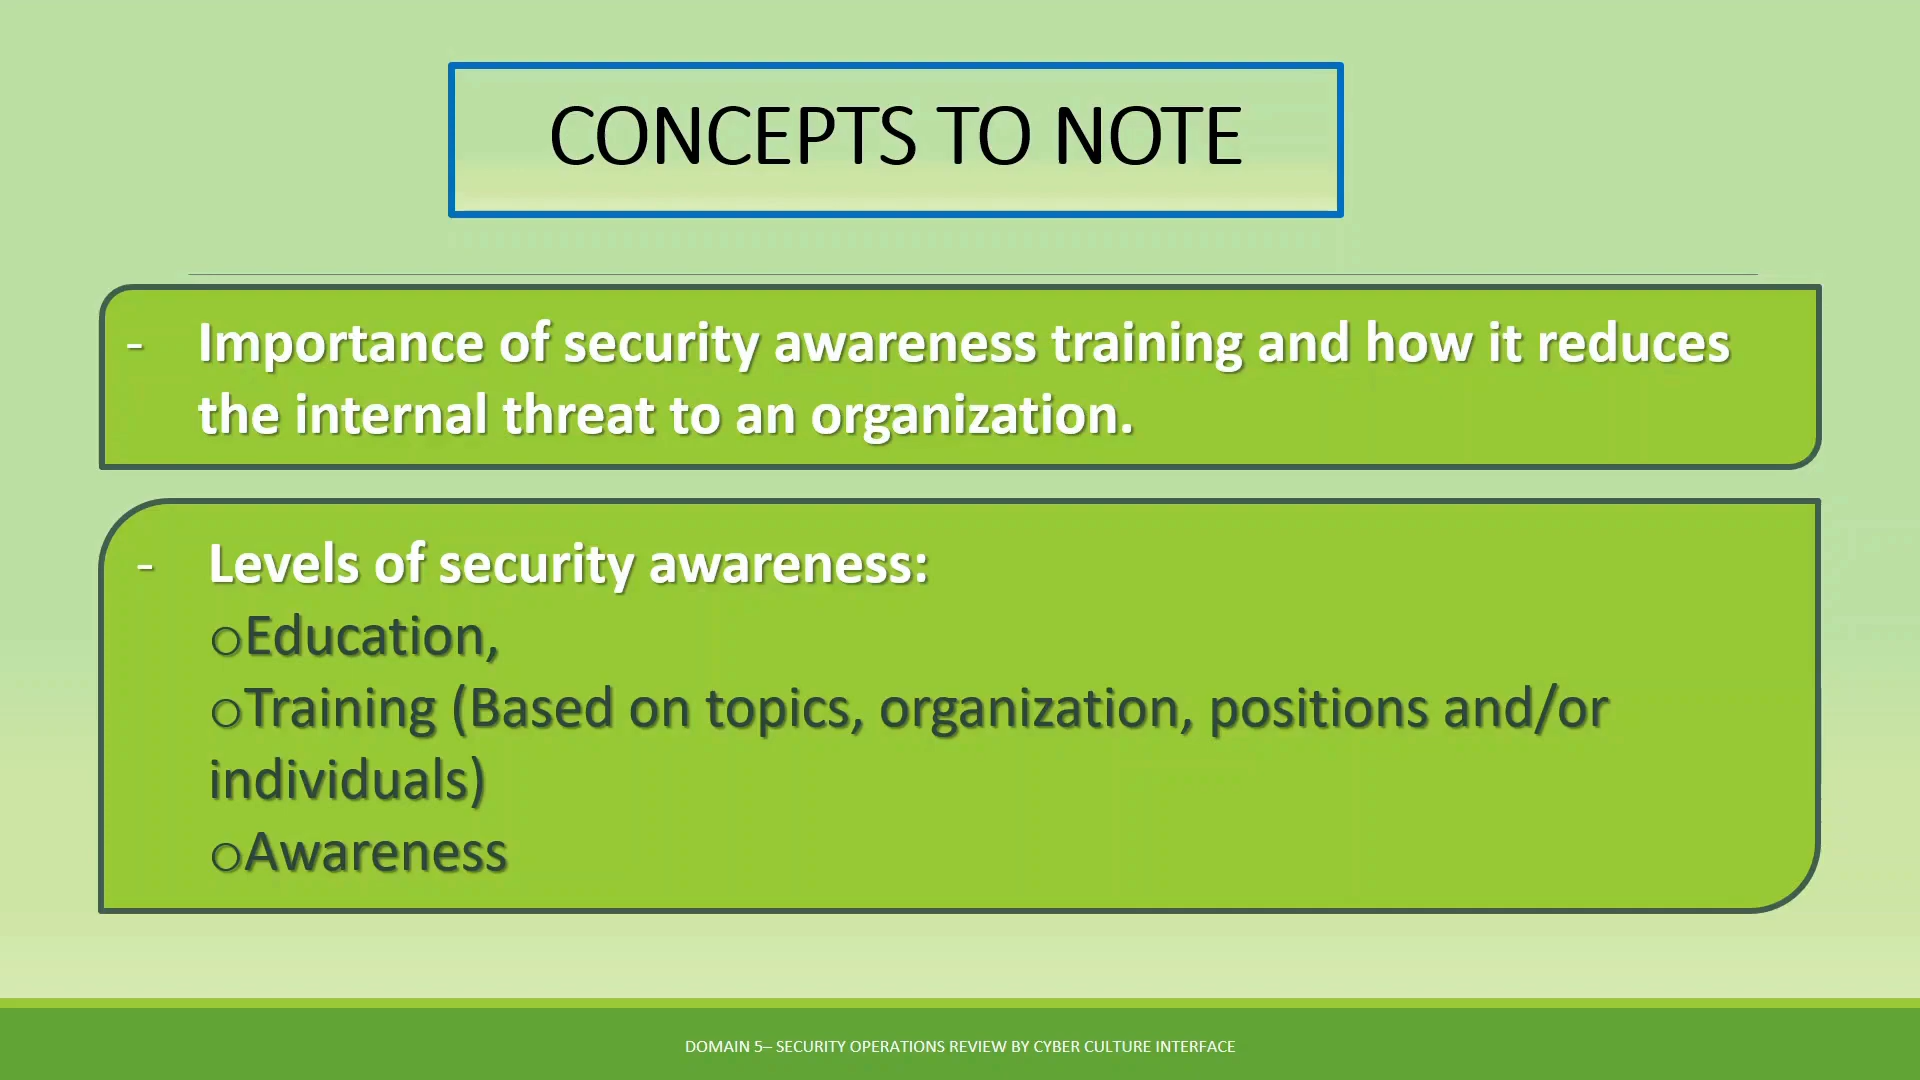 CONCEPTS TO NOTE
- Importance of security awareness training and how it reduces
the internal threat to an organization.
- Levels of security awareness:
oEducation,
oTraining (Based on topics, organization, positions and/or
individuals)
oAwareness
DOMAIN 5– SECURITY OPERATIONS REVIEW BY CYBER CULTURE INTERFACE